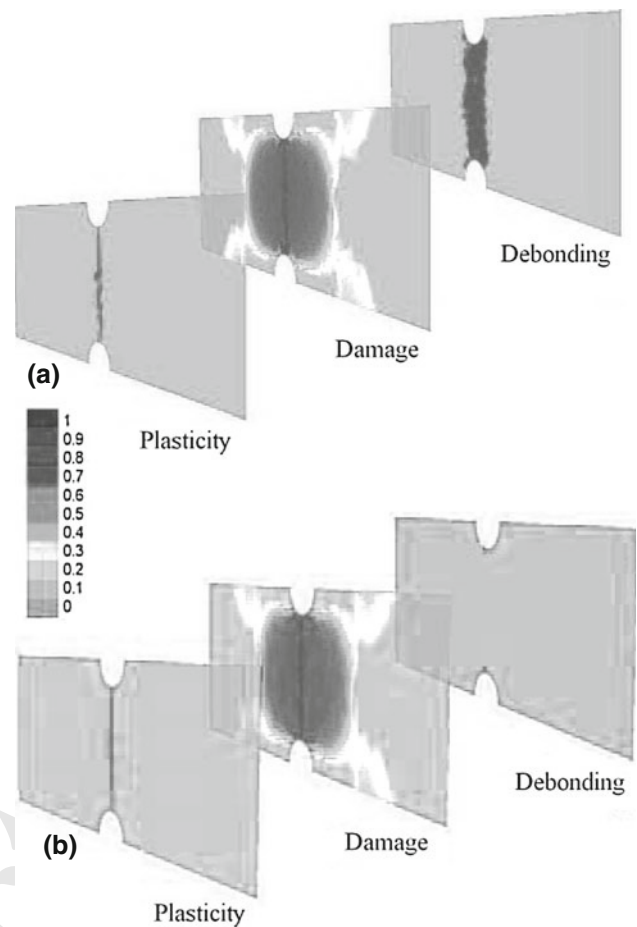 Debonding
Damage
(a)
Plasticity
1
0.9
0.8
0.7
0.6
0.5
0.4
0.3
0.2
0.1
0
Debonding
Damage
(b)
Plasticity